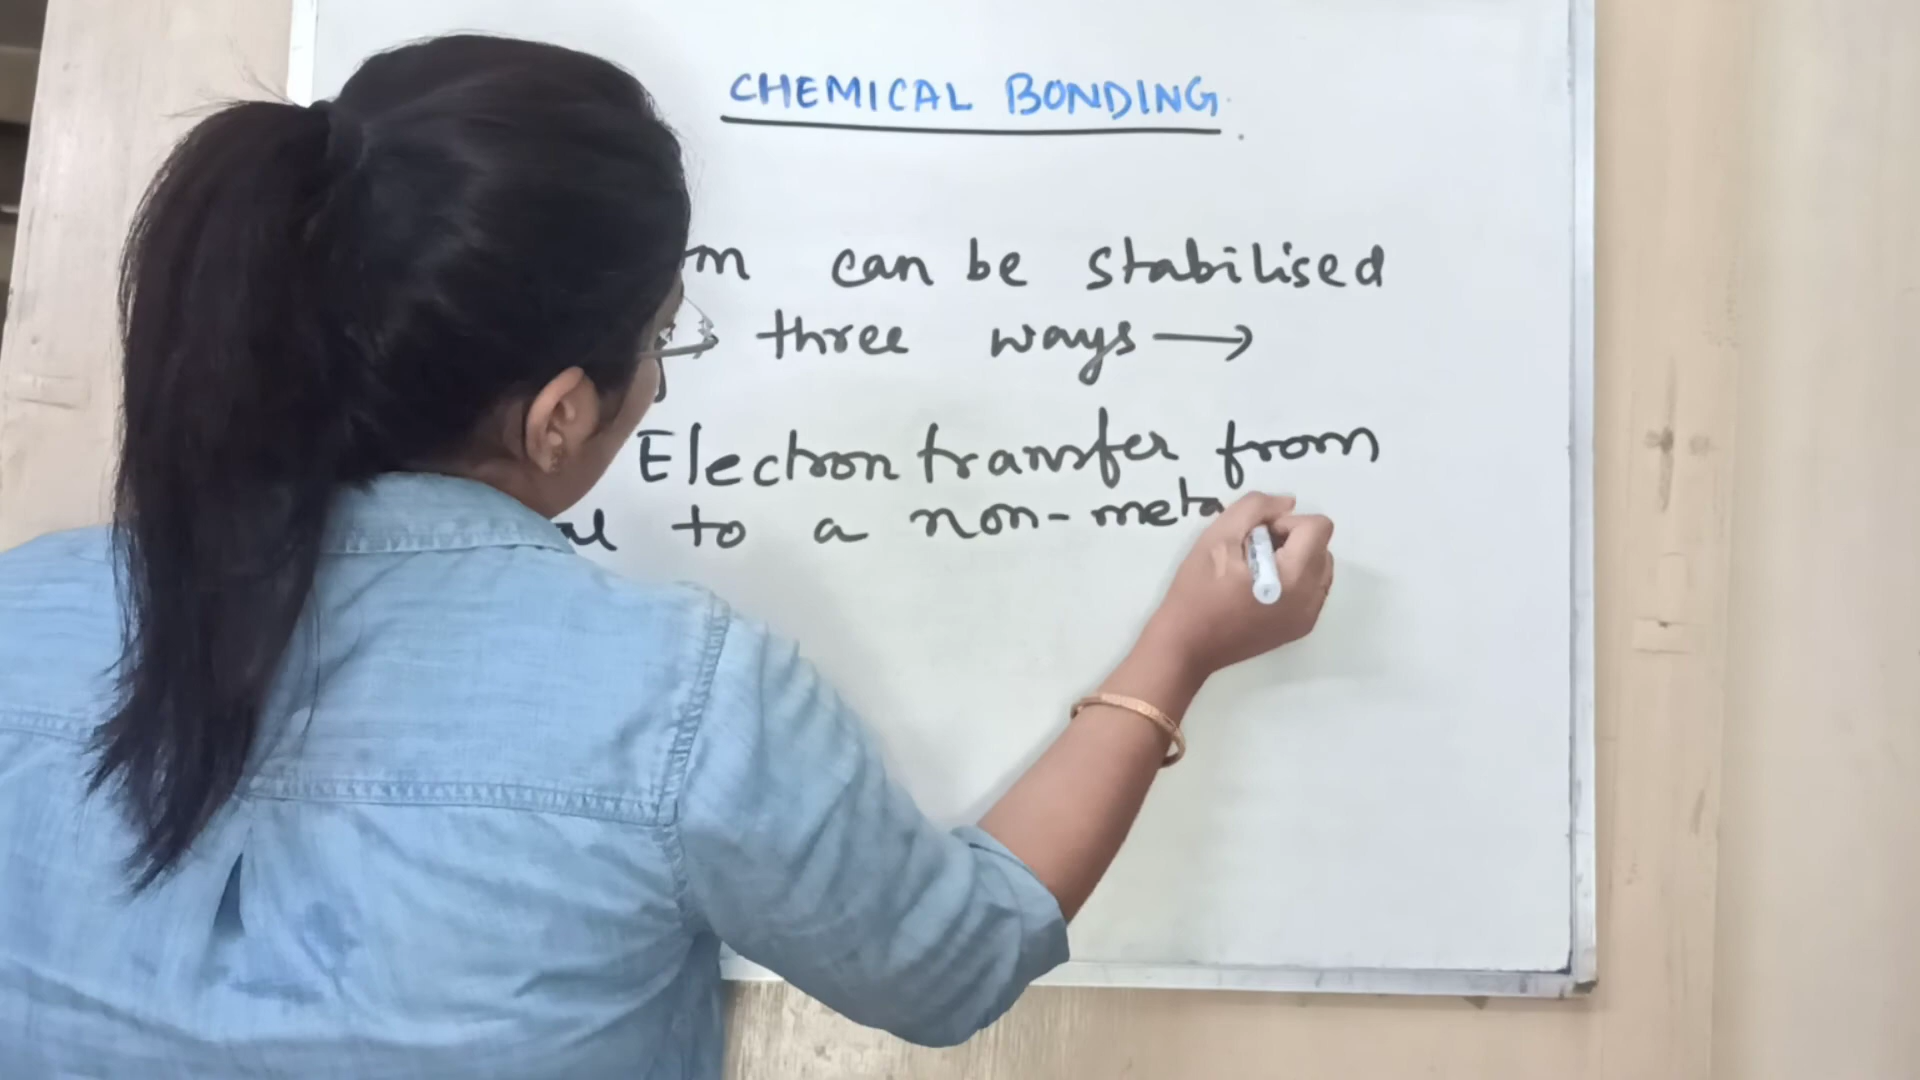 CHEMICAL BONDING
can be stabilised
three ways →
Electron transfer from
to a non-meta